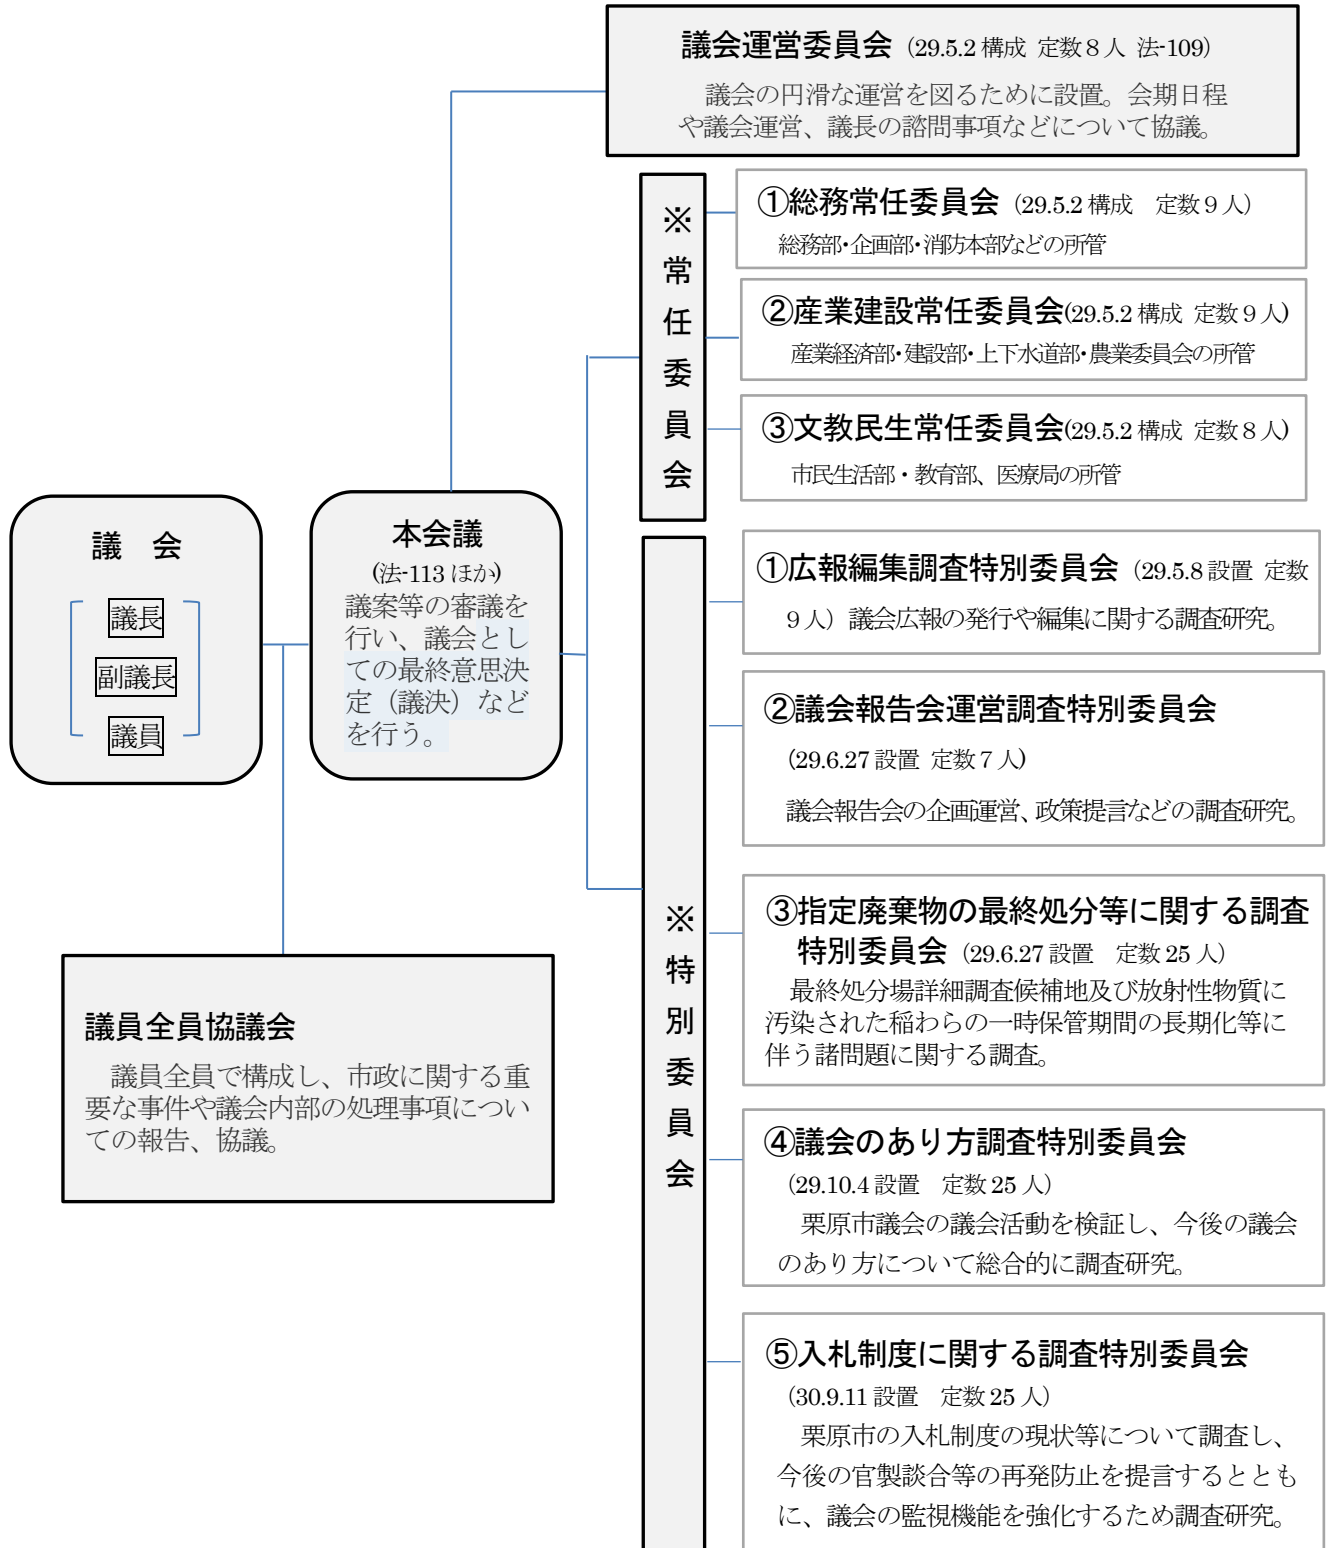 議会運営委員会（29.5.2 構成 定数８人 法-109）
議会の円滑な運営を図るために設置。会期日程
や議会運営、議長の諮問事項などについて協議。
※常任委員会
①総務常任委員会（29.5.2 構成　定数９人）
総務部・企画部・消防本部などの所管
②産業建設常任委員会(29.5.2 構成 定数９人)
産業経済部・建設部・上下水道部・農業委員会の所管
③文教民生常任委員会(29.5.2 構成 定数８人)
市民生活部・教育部、医療局の所管
議　会
議長
副議長
議員
本会議
(法-113 ほか)
議案等の審議を
行い、議会とし
ての最終意思決
定（議決）など
を行う。
議員全員協議会
議員全員で構成し、市政に関する重
要な事件や議会内部の処理事項につい
ての報告、協議。
※特別委員会
①広報編集調査特別委員会（29.5.8 設置 定数
９人）議会広報の発行や編集に関する調査研究。
②議会報告会運営調査特別委員会
（29.6.27 設置 定数７人）
議会報告会の企画運営、政策提言などの調査研究。
③指定廃棄物の最終処分等に関する調査
特別委員会（29.6.27 設置　定数 25 人）
最終処分場詳細調査候補地及び放射性物質に
汚染された稲わらの一時保管期間の長期化等に
伴う諸問題に関する調査。
④議会のあり方調査特別委員会
（29.10.4 設置　定数 25 人）
栗原市議会の議会活動を検証し、今後の議会
のあり方について総合的に調査研究。
⑤入札制度に関する調査特別委員会
（30.9.11 設置　定数 25 人）
栗原市の入札制度の現状等について調査し、
今後の官製談合等の再発防止を提言するととも
に、議会の監視機能を強化するため調査研究。